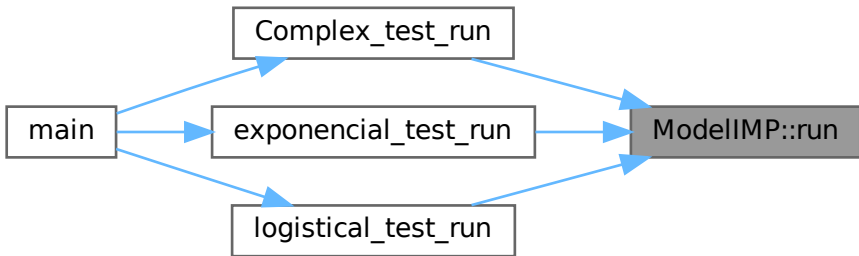 Complex_test_run
main
exponencial_test_run
ModelIMP::run
logistical_test_run